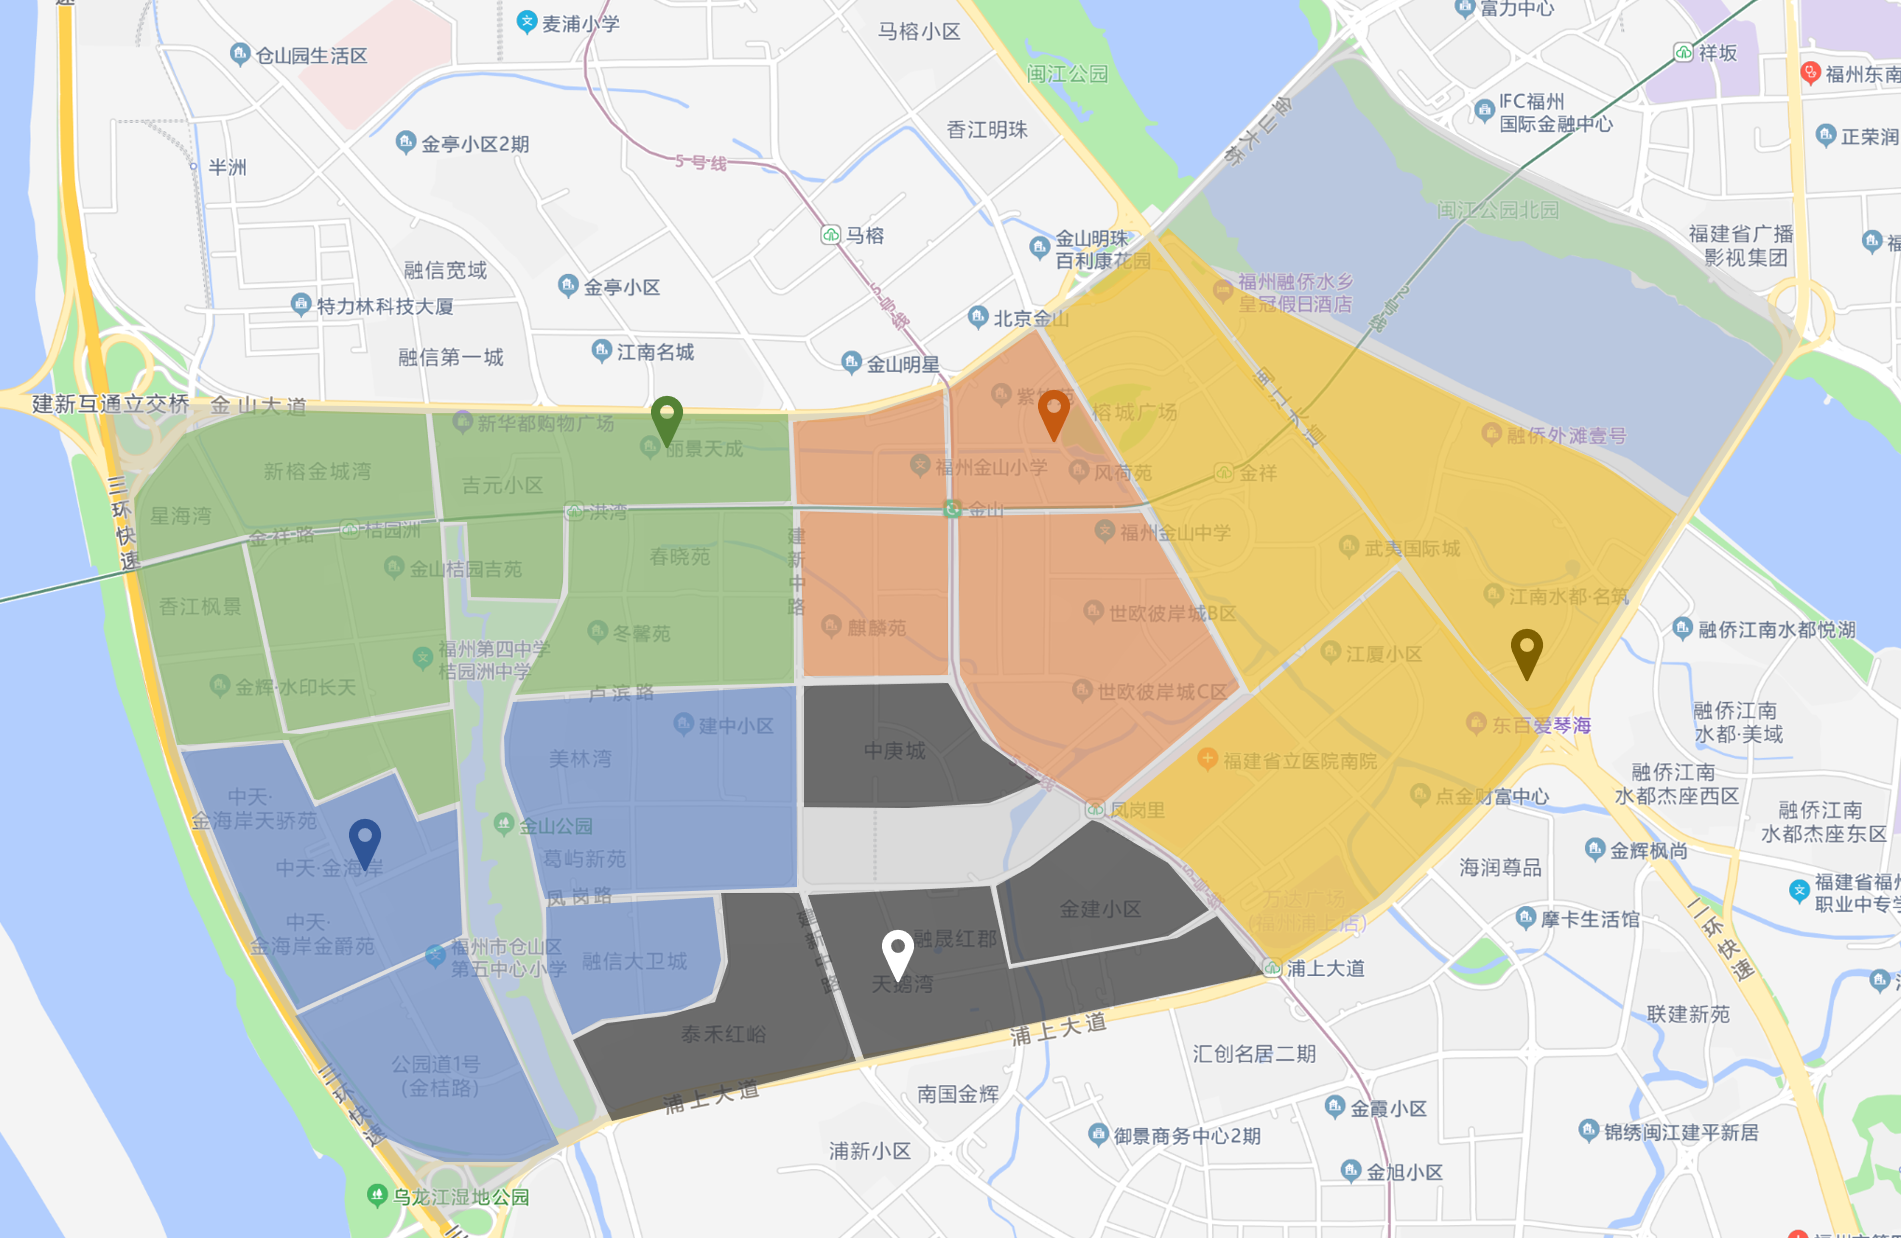 麦浦小学
马榕小区
富力中心
仓山园生活区
闽江公园
祥坂
福州东南
IFC福州
国际金融中心
金山大桥
香江明珠
正荣润
金亭小区2期
5号线
半洲
闽江公园北园
马榕
金山明珠
百利康花园
福建省广播
影视集团
福
融信宽域
金亭小区
福州融侨水乡
皇冠假日酒店
5号线
2号线
特力林科技大厦
北京金山
融信第一城
江南名城
金山明星
建新互通立交桥
金山大道
闽江大道
新华都购物广场
丽景天成
榕城广场
融侨外滩壹号
新榕金城湾
吉元小区
福州金山小学
风荷苑
金祥
三环快速
星海湾
金祥路
桔园洲
洪湾
金山
福州金山中学
建新中路
春晓苑
武夷国际城
金山桔园吉苑
香江枫景
江南水都·名筑
世欧彼岸城B区
麒麟苑
冬馨苑
融侨江南水都悦湖
福州第四中学
桔园洲中学
江厦小区
金辉·水印长天
卢滨路
世欧彼岸城C区
融侨江南
水都·美域
建中小区
东百爱琴海
中庚城
美林湾
福建省立医院南院
5号线
融侨江南
水都杰座西区
中天·
金海岸天骄苑
点金财富中心
凤岗里
融侨江南
水都杰座东区
金山公园
葛屿新苑
金辉枫尚
中天·金海岸
海润尊品
凤岗路
5号线
万达广场
(福州浦上店)
福建省福州
职业中专学
金建小区
摩卡生活馆
二环快速
中天·
金海岸金爵苑
福州市仓山区
第五中心小学
融信大卫城
建新中路
融晟红郡
天鹅湾
浦上大道
联建新苑
泰禾红峪
浦上大道
公园道1号
(金桔路)
三环快速
汇创名居二期
浦上大道
南国金辉
金霞小区
浦新小区
御景商务中心2期
锦绣闽江建平新居
金旭小区
乌龙江湿地公园